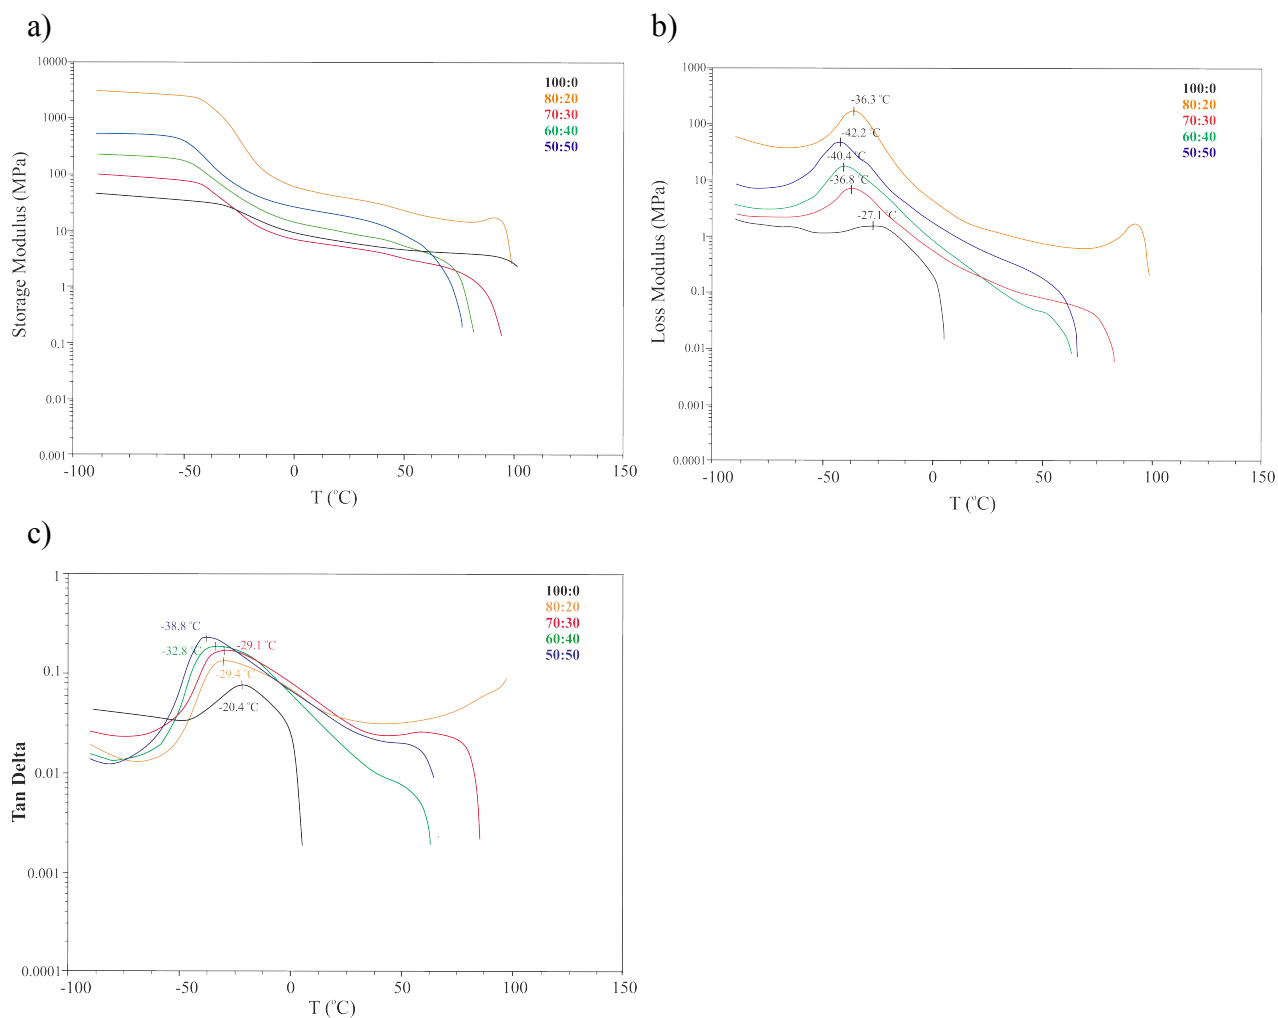 a)
10000
1000
100
10
1
0.1
0.01
0.001
-100
-50
0
50
100
150
Storage Modulus (MPa)
T (°C)
100:0
80:20
70:30
60:40
50:50
b)
1000
100
10
1
0.1
0.01
0.001
0.0001
-100
-50
0
50
100
150
Loss Modulus (MPa)
T (°C)
100:0
80:20
70:30
60:40
50:50
-36.3 °C
-42.2 °C
-40.4 °C
-36.8 °C
-27.1 °C
c)
1
0.1
0.01
0.001
0.0001
-100
-50
0
50
100
150
Tan Delta
T (°C)
100:0
80:20
70:30
60:40
50:50
-38.8 °C
-32.8 °C
-29.1 °C
-29.4 °C
-20.4 °C